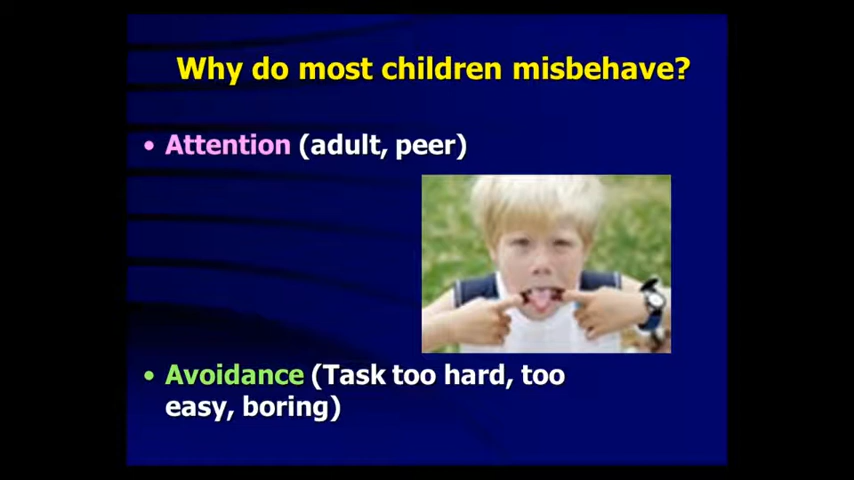 Why do most children misbehave?
• Attention (adult, peer)
• Avoidance (Task too hard, too
easy, boring)